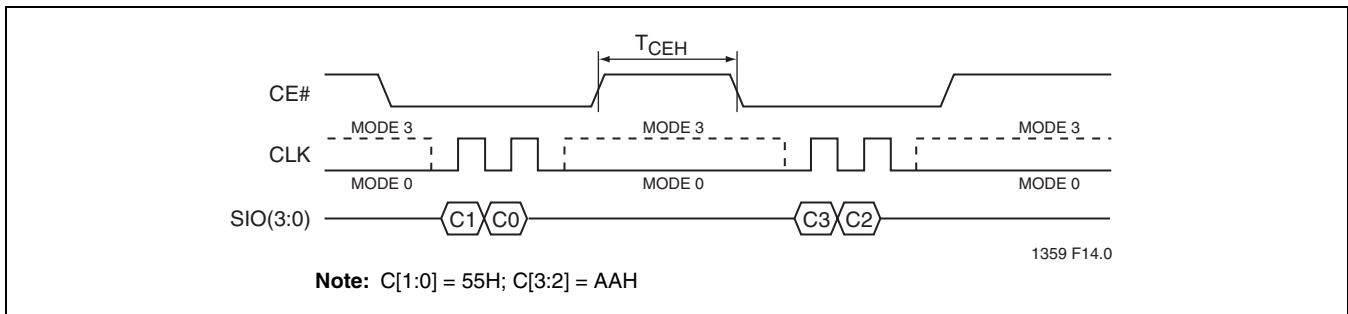 TCEH
CE#
MODE 3 MODE 3 MODE 3
CLK
MODE 0 MODE 0 MODE 0
SIO(3:0) C1 C0 C3 C2
1359 F14.0
Note: C[1:0] = 55H; C[3:2] = AAH